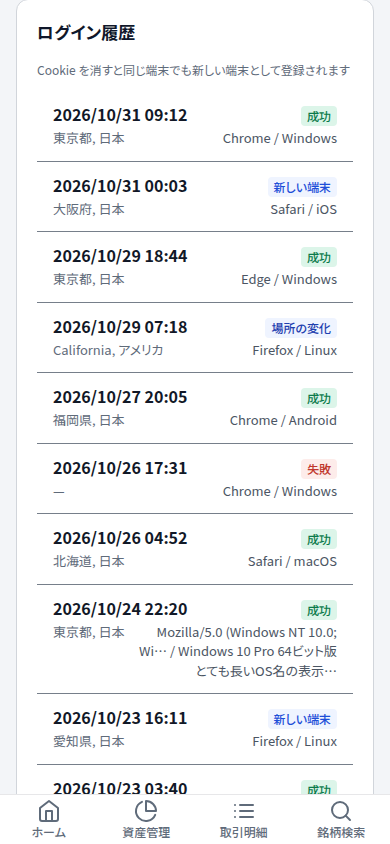 ログイン履歴
Cookie を消すと同じ端末でも新しい端末として登録されます
2026/10/31 09:12 成功
東京都, 日本 Chrome / Windows
2026/10/31 00:03 新しい端末
大阪府, 日本 Safari / iOS
2026/10/29 18:44 成功
東京都, 日本 Edge / Windows
2026/10/29 07:18 場所の変化
California, アメリカ Firefox / Linux
2026/10/27 20:05 成功
福岡県, 日本 Chrome / Android
2026/10/26 17:31 失敗
— Chrome / Windows
2026/10/26 04:52 成功
北海道, 日本 Safari / macOS
2026/10/24 22:20 成功
東京都, 日本 Mozilla/5.0 (Windows NT 10.0;
Wi… / Windows 10 Pro 64ビット版
とても長いOS名の表示…
2026/10/23 16:11 新しい端末
愛知県, 日本 Firefox / Linux
2026/10/23 03:40 成功
ホーム 資産管理 取引明細 銘柄検索